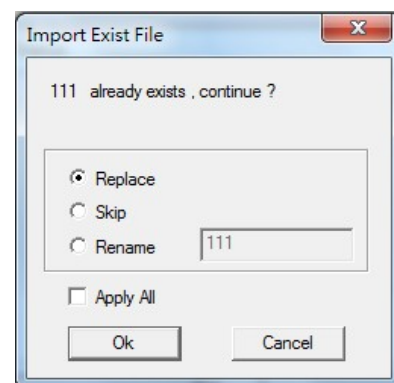 Import Exist File
111 already exists , continue ?
Replace
Skip
Rename 111
Apply All
Ok Cancel